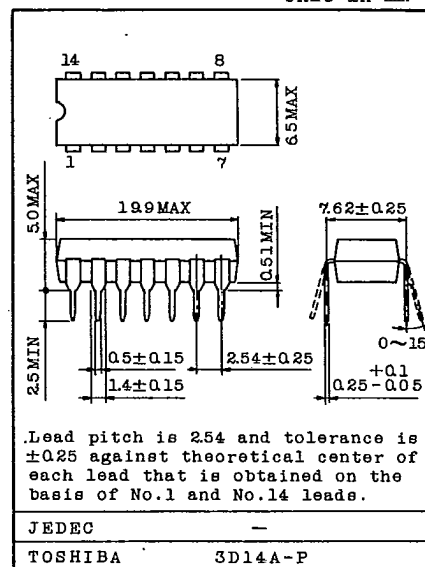 14 8
1 7
6.5MAX
5.0MAX
19.9MAX
0.51MIN
7.62±0.25
2.5MIN
0.5±0.15
1.4±0.15
2.54±0.25
0~15
+0.1
0.25-0.05
Lead pitch is 2.54 and tolerance is
±0.25 against theoretical center of
each lead that is obtained on the
basis of No.1 and No.14 leads.
JEDEC —
TOSHIBA 3D14A-P